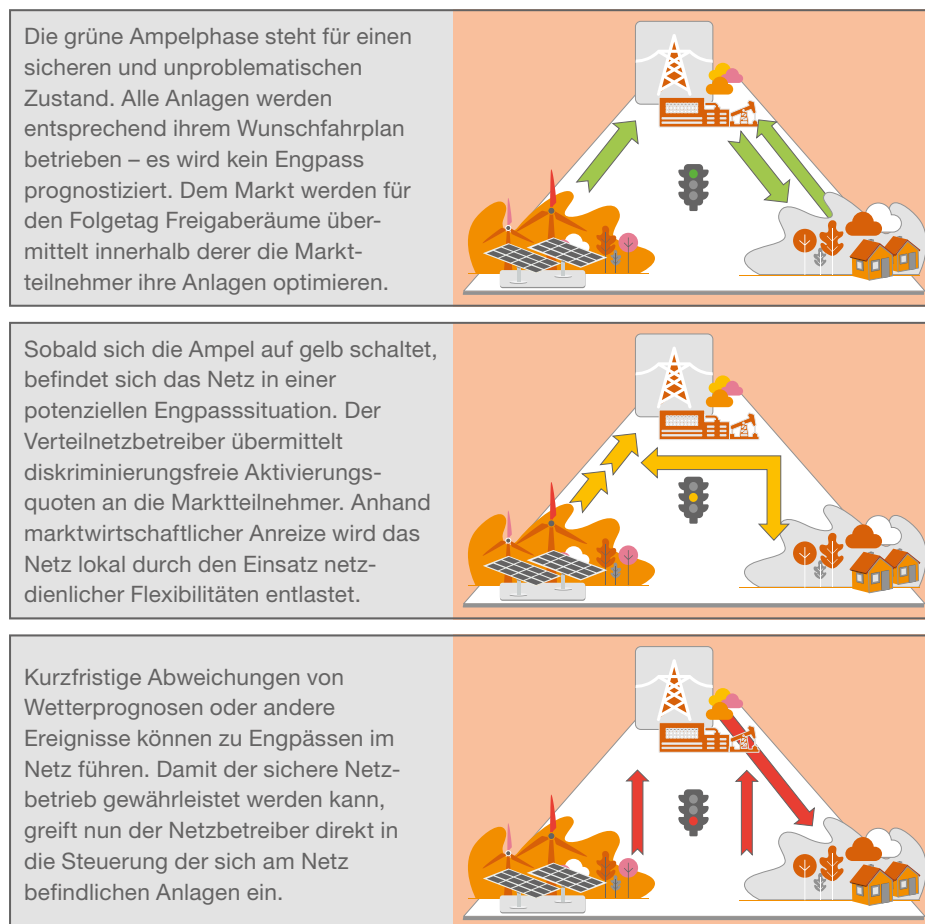 Die grüne Ampelphase steht für einen
sicheren und unproblematischen
Zustand. Alle Anlagen werden
entsprechend ihrem Wunschfahrplan
betrieben – es wird kein Engpass
prognostiziert. Dem Markt werden für
den Folgetag Freigaberäume über-
mittelt innerhalb derer die Markt-
teilnehmer ihre Anlagen optimieren.
Sobald sich die Ampel auf gelb schaltet,
befindet sich das Netz in einer
potenziellen Engpasssituation. Der
Verteilnetzbetreiber übermittelt
diskriminierungsfreie Aktivierungs-
quoten an die Marktteilnehmer. Anhand
marktwirtschaftlicher Anreize wird das
Netz lokal durch den Einsatz netz-
dienlicher Flexibilitäten entlastet.
Kurzfristige Abweichungen von
Wetterprognosen oder andere
Ereignisse können zu Engpässen im
Netz führen. Damit der sichere Netz-
betrieb gewährleistet werden kann,
greift nun der Netzbetreiber direkt in
die Steuerung der sich am Netz
befindlichen Anlagen ein.